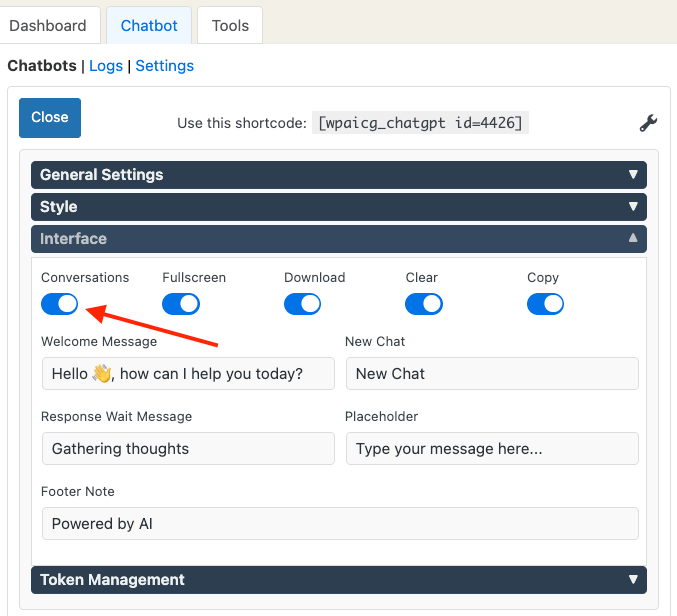 Dashboard Chatbot Tools
Chatbots | Logs | Settings
Close Use this shortcode: [wpaicg_chatgpt id=4426]
General Settings ▼
Style ▼
Interface ▲
Conversations Fullscreen Download Clear Copy
Welcome Message New Chat
Hello 👋, how can I help you today? New Chat
Response Wait Message Placeholder
Gathering thoughts Type your message here...
Footer Note
Powered by AI
Token Management ▼